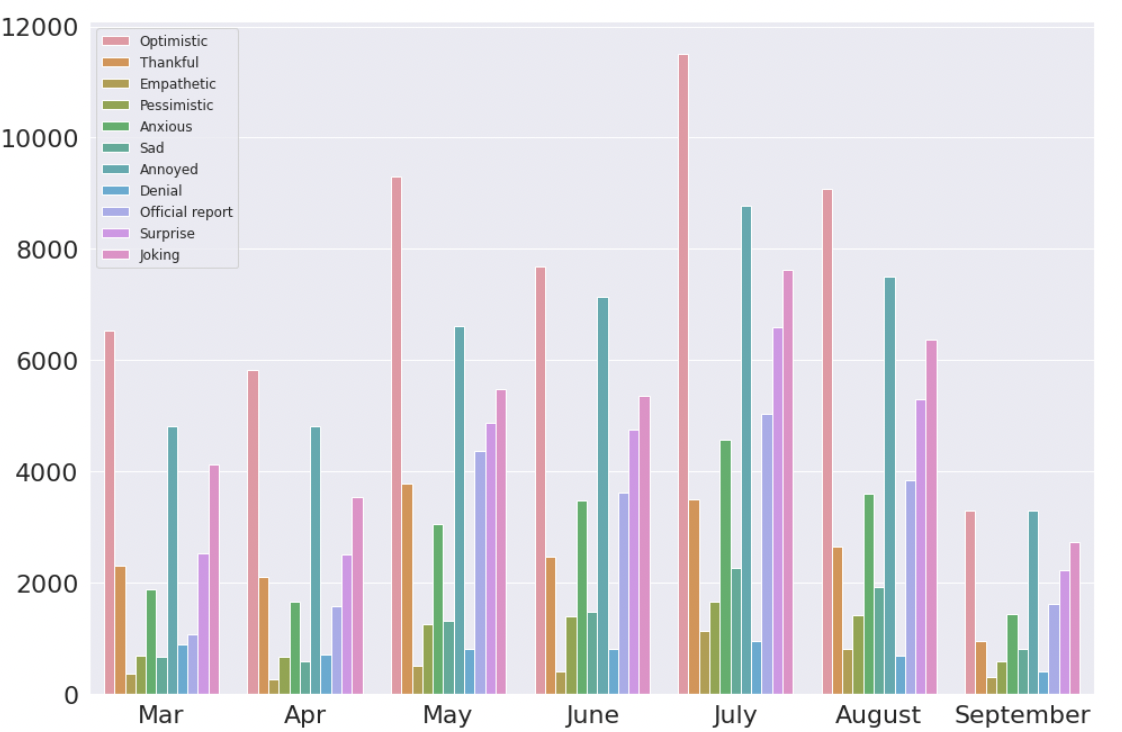 12000
10000
8000
6000
4000
2000
0
Optimistic
Thankful
Empathetic
Pessimistic
Anxious
Sad
Annoyed
Denial
Official report
Surprise
Joking
Mar Apr May June July August September